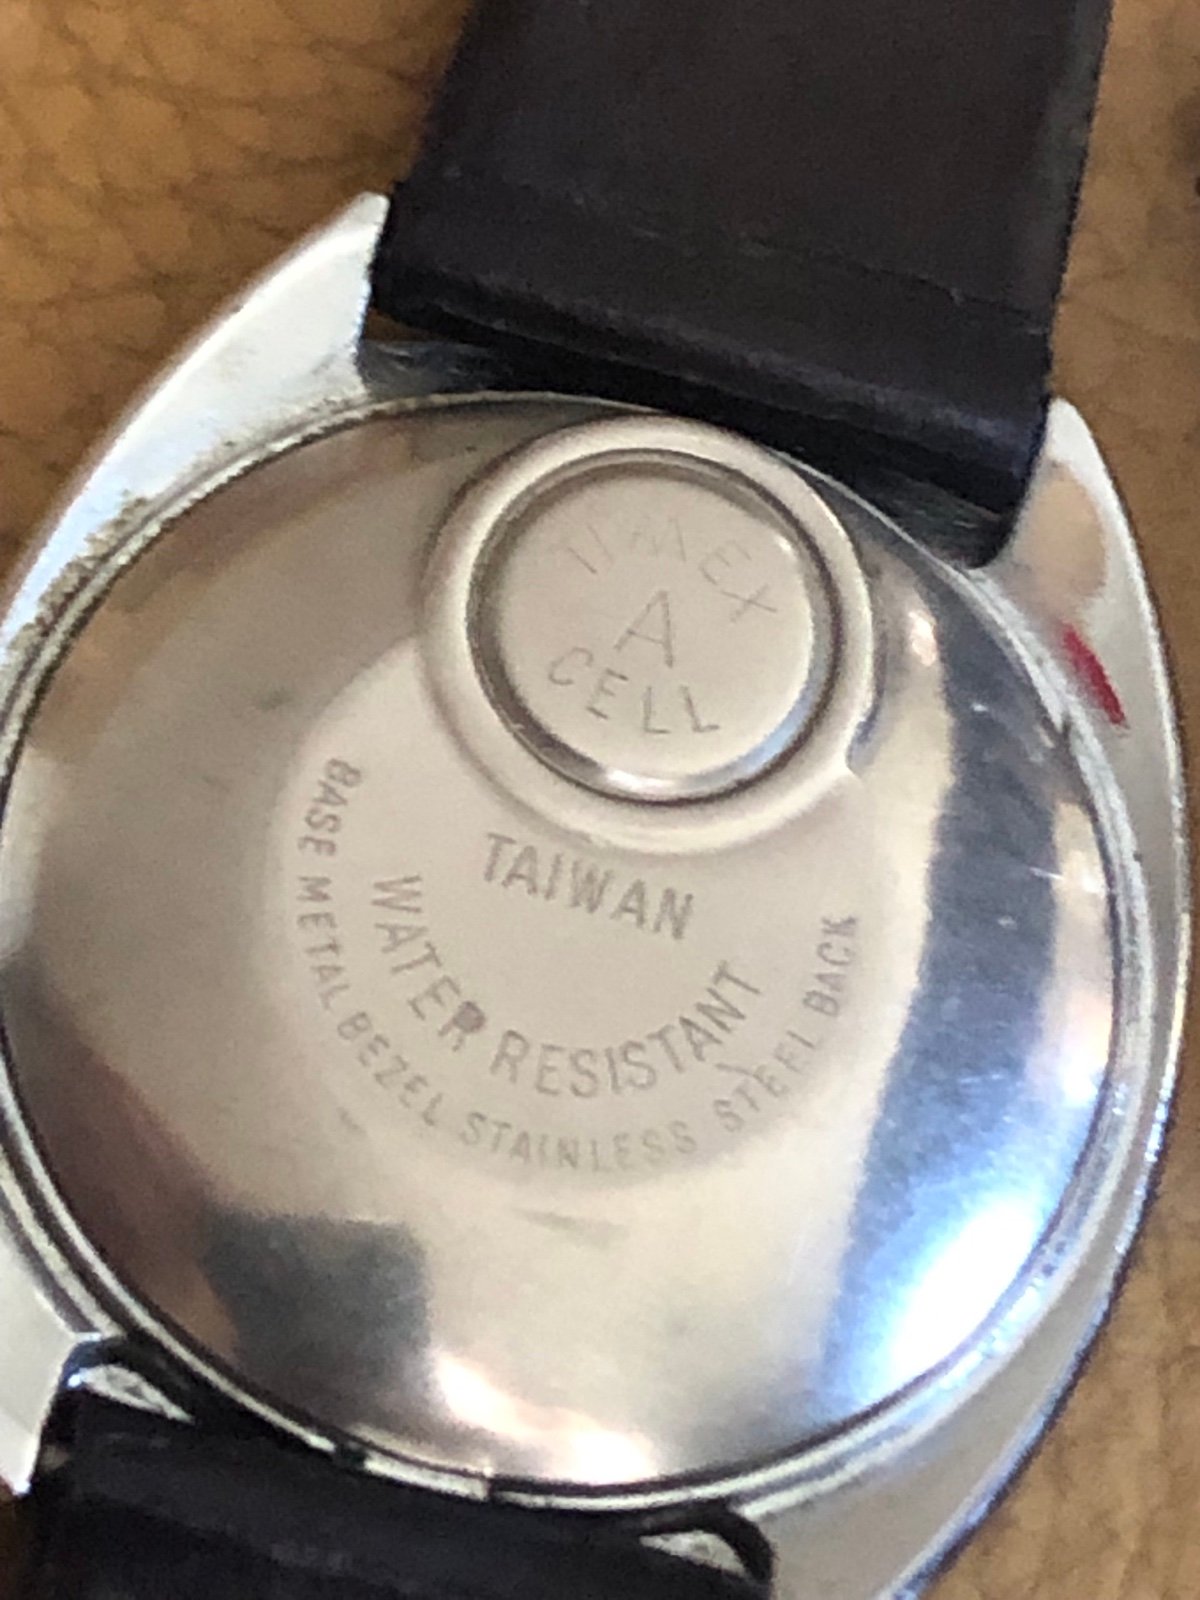 TIMEX
A
CELL
TAIWAN
WATER RESISTANT
BASE METAL BEZEL STAINLESS STEEL BACK